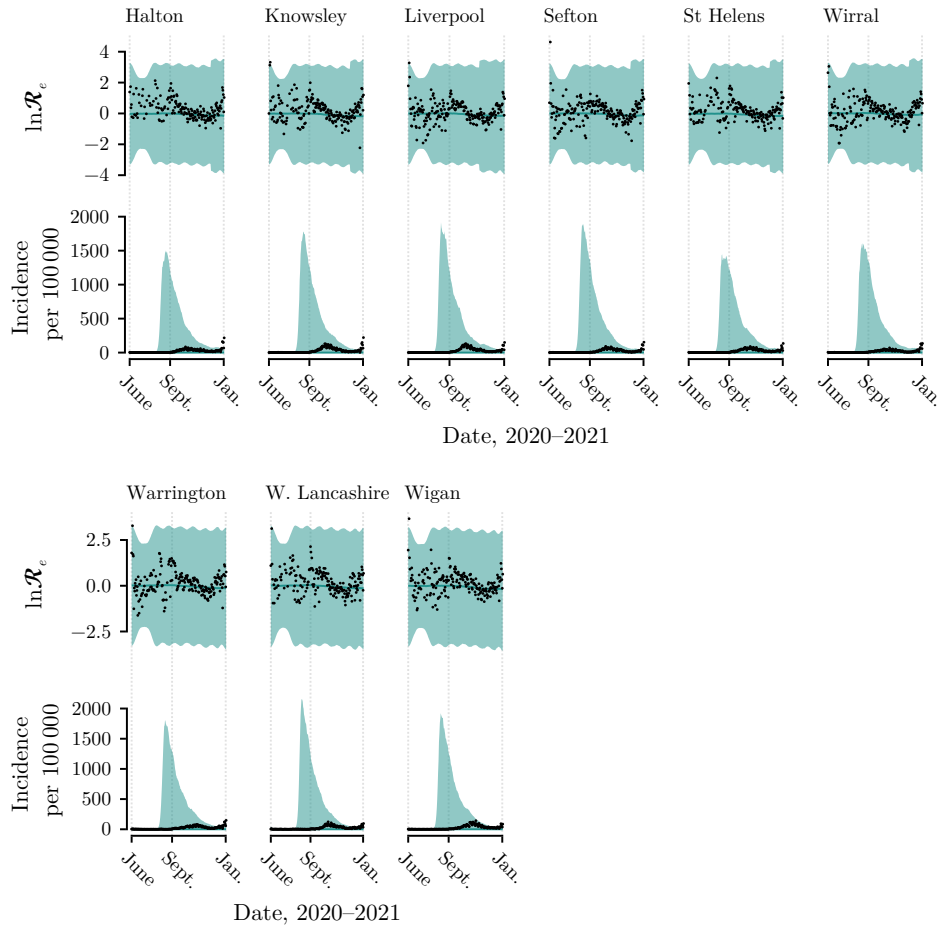 Halton Knowsley Liverpool Sefton St Helens Wirral
ln𝓡e
4
2
0
−2
−4
Incidence
per 100 000
2000
1500
1000
500
0
June Sept. Jan. June Sept. Jan. June Sept. Jan. June Sept. Jan. June Sept. Jan. June Sept. Jan.
Date, 2020–2021
Warrington W. Lancashire Wigan
ln𝓡e
2.5
0.0
−2.5
Incidence
per 100 000
2000
1500
1000
500
0
June Sept. Jan. June Sept. Jan. June Sept. Jan.
Date, 2020–2021